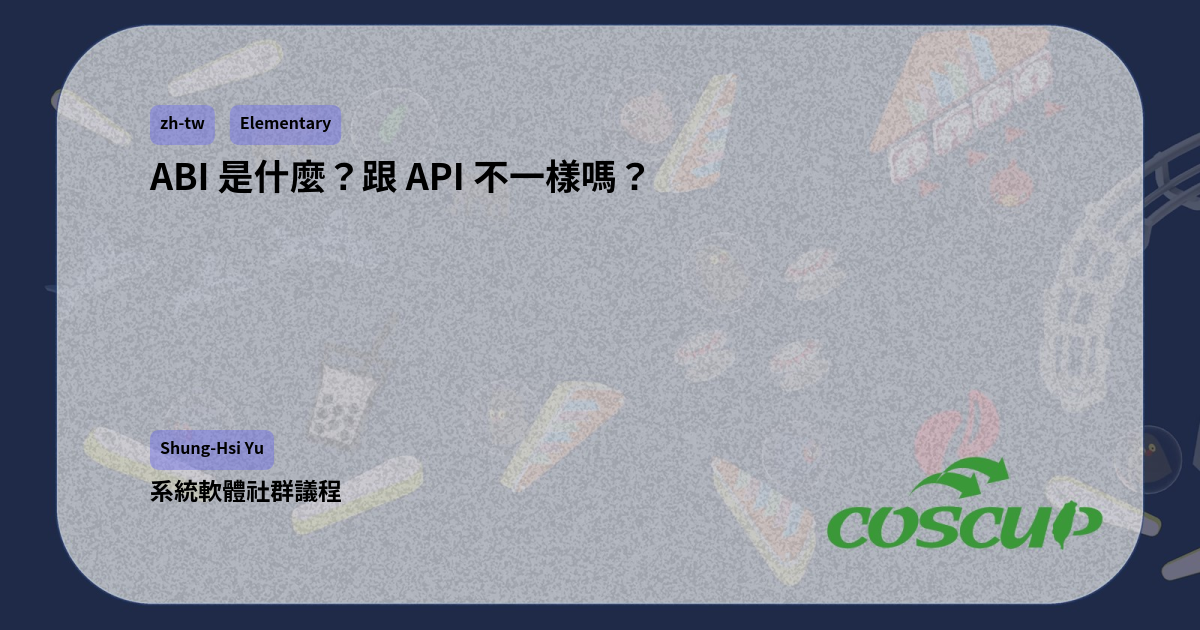 zh-tw Elementary
ABI 是什麼？跟 API 不一樣嗎？
Shung-Hsi Yu
系統軟體社群議程
COSCUP